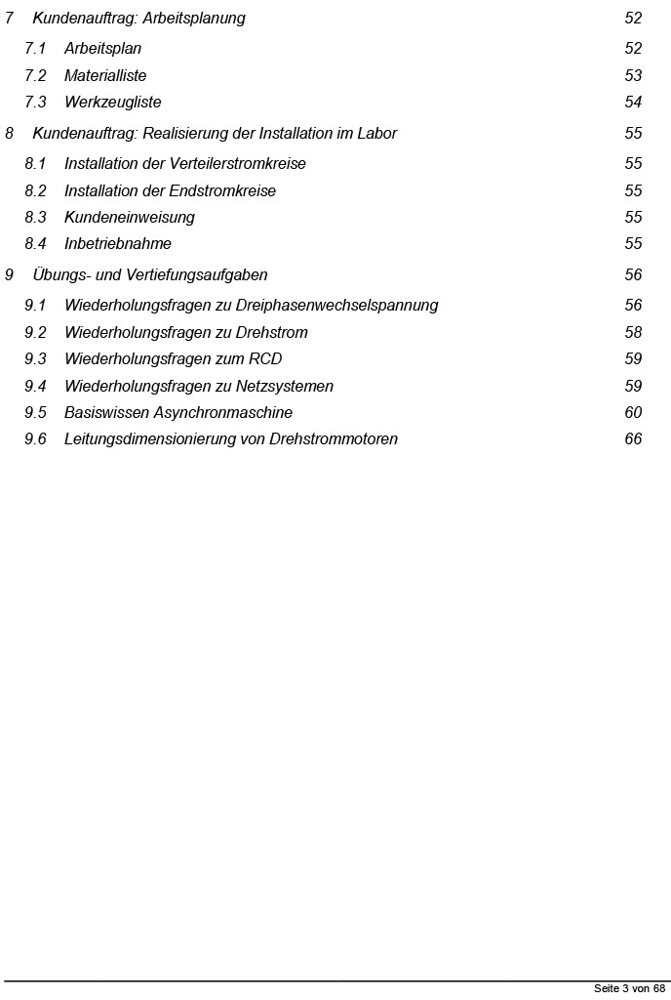 7 Kundenauftrag: Arbeitsplanung 52
7.1 Arbeitsplan 52
7.2 Materialliste 53
7.3 Werkzeugliste 54
8 Kundenauftrag: Realisierung der Installation im Labor 55
8.1 Installation der Verteilerstromkreise 55
8.2 Installation der Endstromkreise 55
8.3 Kundeneinweisung 55
8.4 Inbetriebnahme 55
9 Übungs- und Vertiefungsaufgaben 56
9.1 Wiederholungsfragen zu Dreiphasenwechselspannung 56
9.2 Wiederholungsfragen zu Drehstrom 58
9.3 Wiederholungsfragen zum RCD 59
9.4 Wiederholungsfragen zu Netzsystemen 59
9.5 Basiswissen Asynchronmaschine 60
9.6 Leitungsdimensionierung von Drehstrommotoren 66
Seite 3 von 68